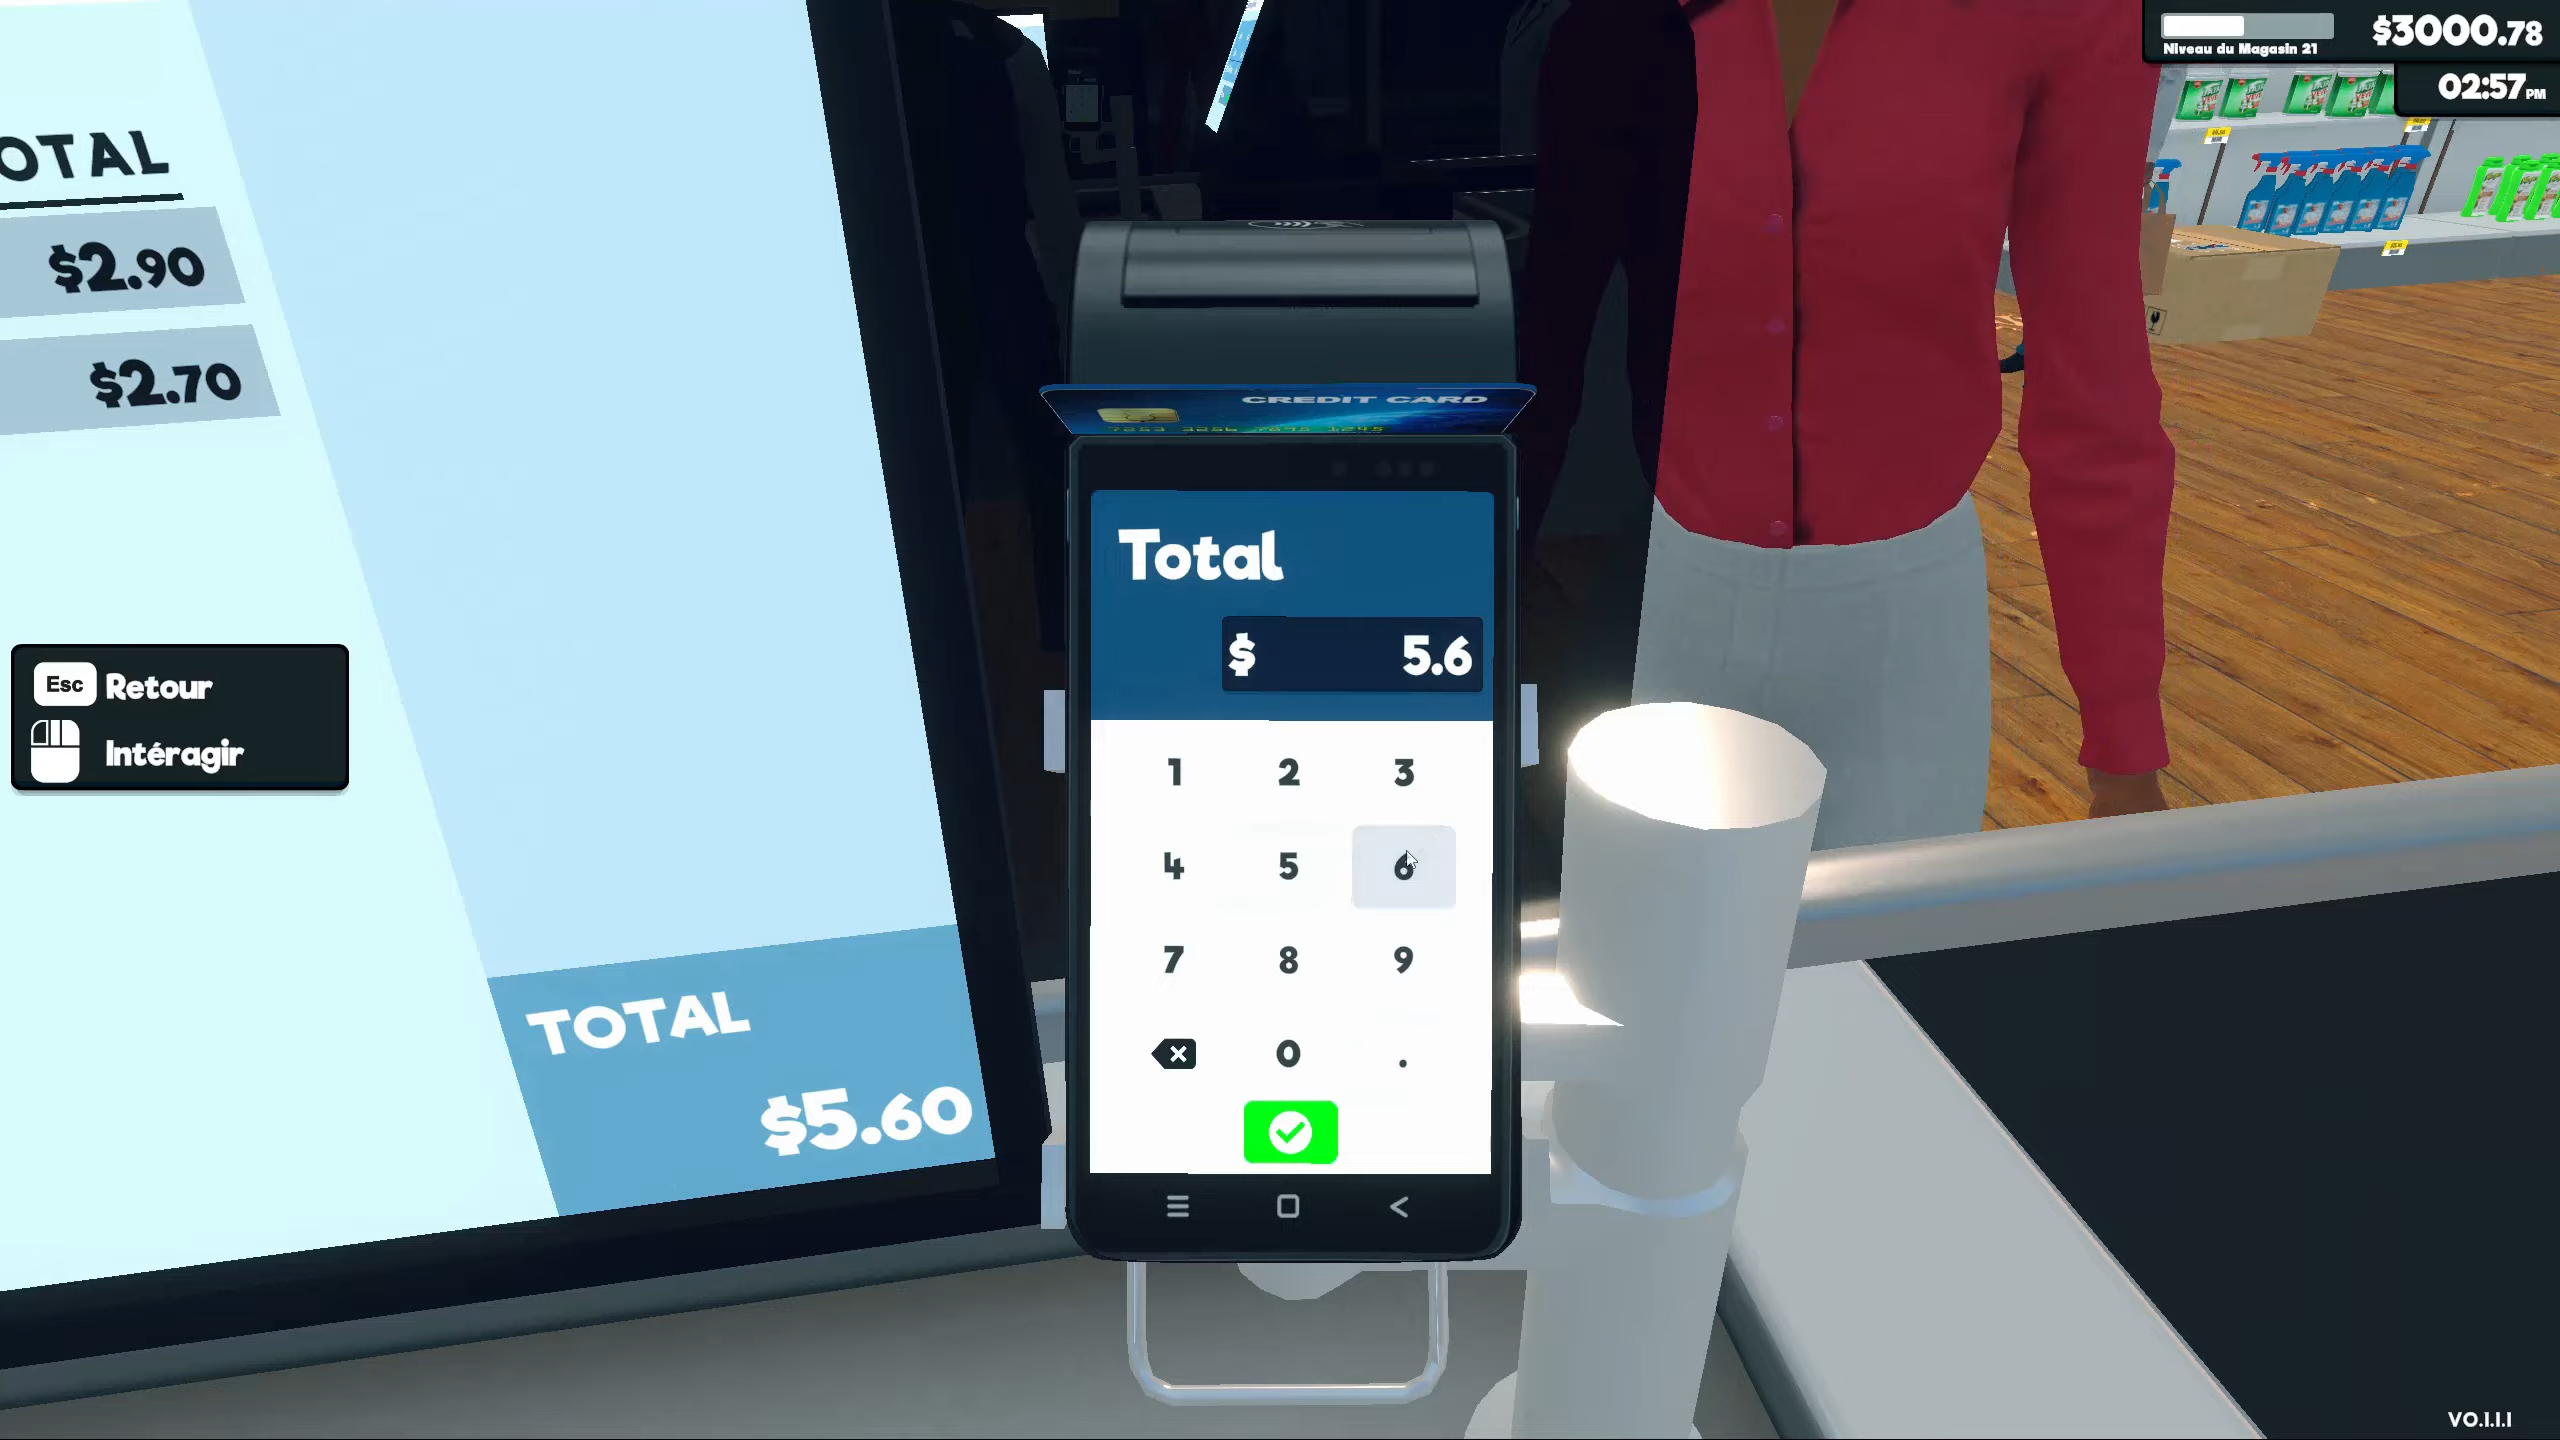 $3000.78
Niveau du Magasin 21
02:57PM
OTAL
$2.90
$2.70
CREDIT CARD
Total
$ 5.6
Esc Retour
Intéragir
1 2 3
4 5 6
7 8 9
0 .
TOTAL
$5.60
V0.1.1.1